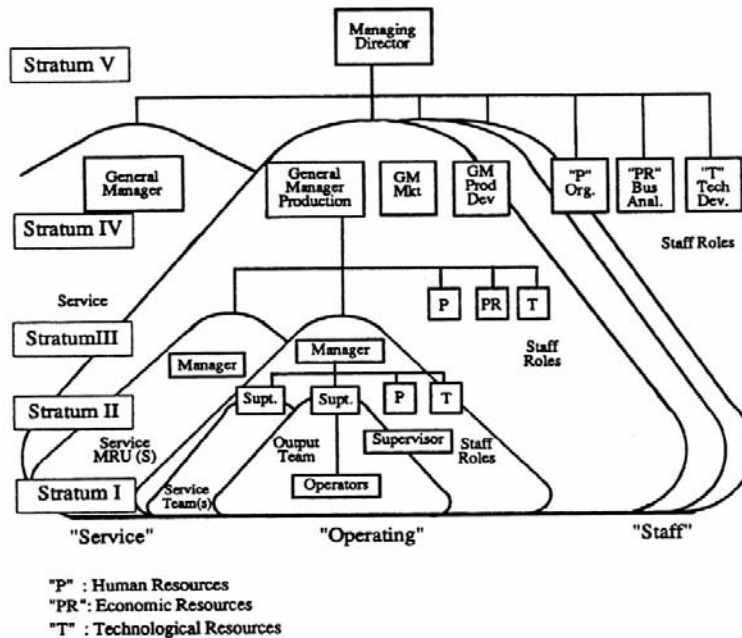 Managing
Director
Stratum V
General
Manager
General
Manager
Production
GM
Mkt
GM
Prod
Dev
"P"
Org.
"PR"
Bus
Anal.
"T"
Tech
Dev.
Stratum IV
Staff Roles
Service
P
PR
T
StratumIII
Manager
Manager
Staff
Roles
Stratum II
Supt.
Supt.
P
T
Service
MRU (S)
Output
Team
Supervisor
Staff
Roles
Stratum I
Service
Team(s)
Operators
"Service"
"Operating"
"Staff"
"P" : Human Resources
"PR": Economic Resources
"T" : Technological Resources